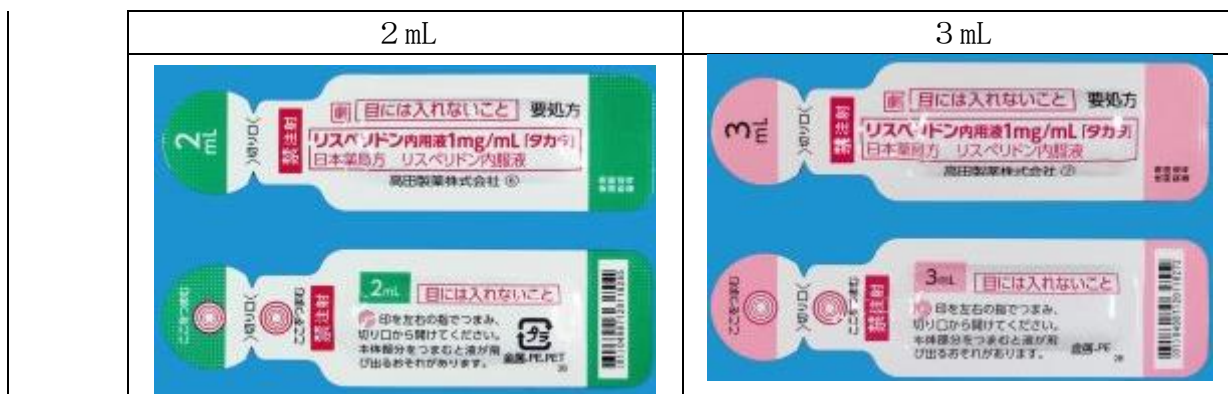 2mL
3mL
2
mL
〉切り口〈
禁注射
劇 目には入れないこと 要処方
リスペリドン内用液1mg/mL「タカタ」
日本薬局方 リスペリドン内服液
高田製薬株式会社 ⑥
ここをつまむ
〉切り口〈
ここをつまむ
禁注射
2mL 目には入れないこと
印を左右の指でつまみ、
切り口から開けてください。
本体部分をつまむと液が飛
び出るおそれがあります。
プラ
金属-PE,PET
3
mL
〉切り口〈
禁注射
劇 目には入れないこと 要処方
リスペリドン内用液1mg/mL「タカタ」
日本薬局方 リスペリドン内服液
高田製薬株式会社 ⑦
ここをつまむ
〉切り口〈
ここをつまむ
禁注射
3mL 目には入れないこと
印を左右の指でつまみ、
切り口から開けてください。
本体部分をつまむと液が飛
び出るおそれがあります。
金属-PE